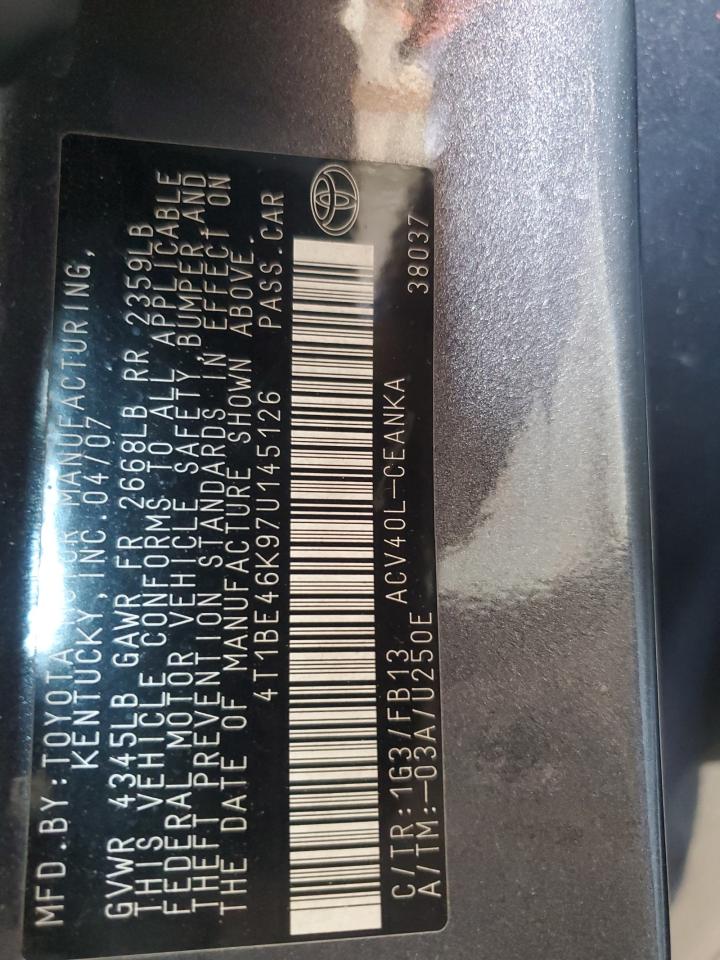 MFD.BY:TOYOTA MOTOR MANUFACTURING,
KENTUCKY,INC.04/07
GVWR 4345LB GAWR FR 2668LB RR 2359LB
THIS VEHICLE CONFORMS TO ALL APPLICABLE
FEDERAL MOTOR VEHICLE SAFETY,BUMPER,AND
THEFT PREVENTION STANDARDS IN EFFECT ON
THE DATE OF MANUFACTURE SHOWN ABOVE.
4T1BE46K97U145126 PASS.CAR
C/TR:1G3/FB13 ACV40L-CEANKA
A/TM:-03A/U250E 38037